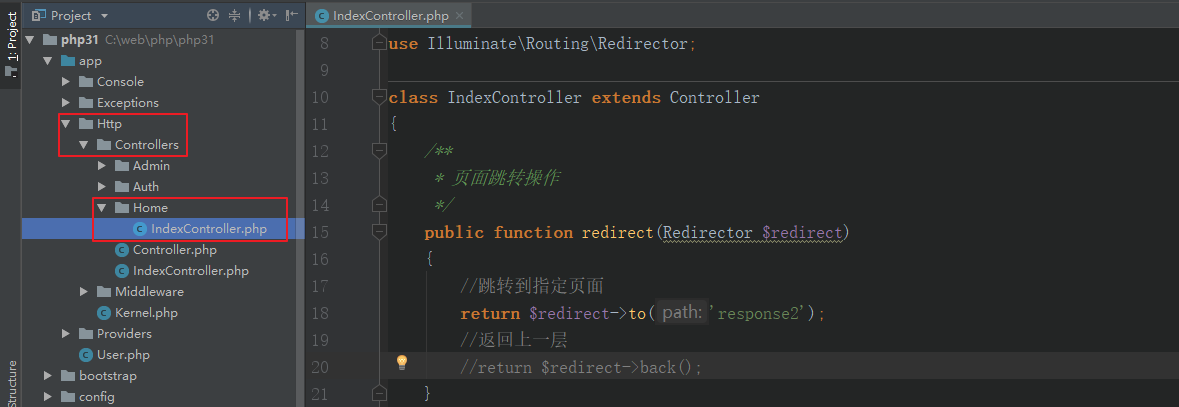 Project
IndexController.php
1: Project
Structure
php31 C:\web\php\php31
app
Console
Exceptions
Http
Controllers
Admin
Auth
Home
IndexController.php
Controller.php
IndexController.php
Middleware
Kernel.php
Providers
User.php
bootstrap
config
8 use Illuminate\Routing\Redirector;
9
10 class IndexController extends Controller
11 {
12 /**
13 * 页面跳转操作
14 */
15 public function redirect(Redirector $redirect)
16 {
17 //跳转到指定页面
18 return $redirect->to( path: 'response2');
19 //返回上一层
20 //return $redirect->back();
21 }